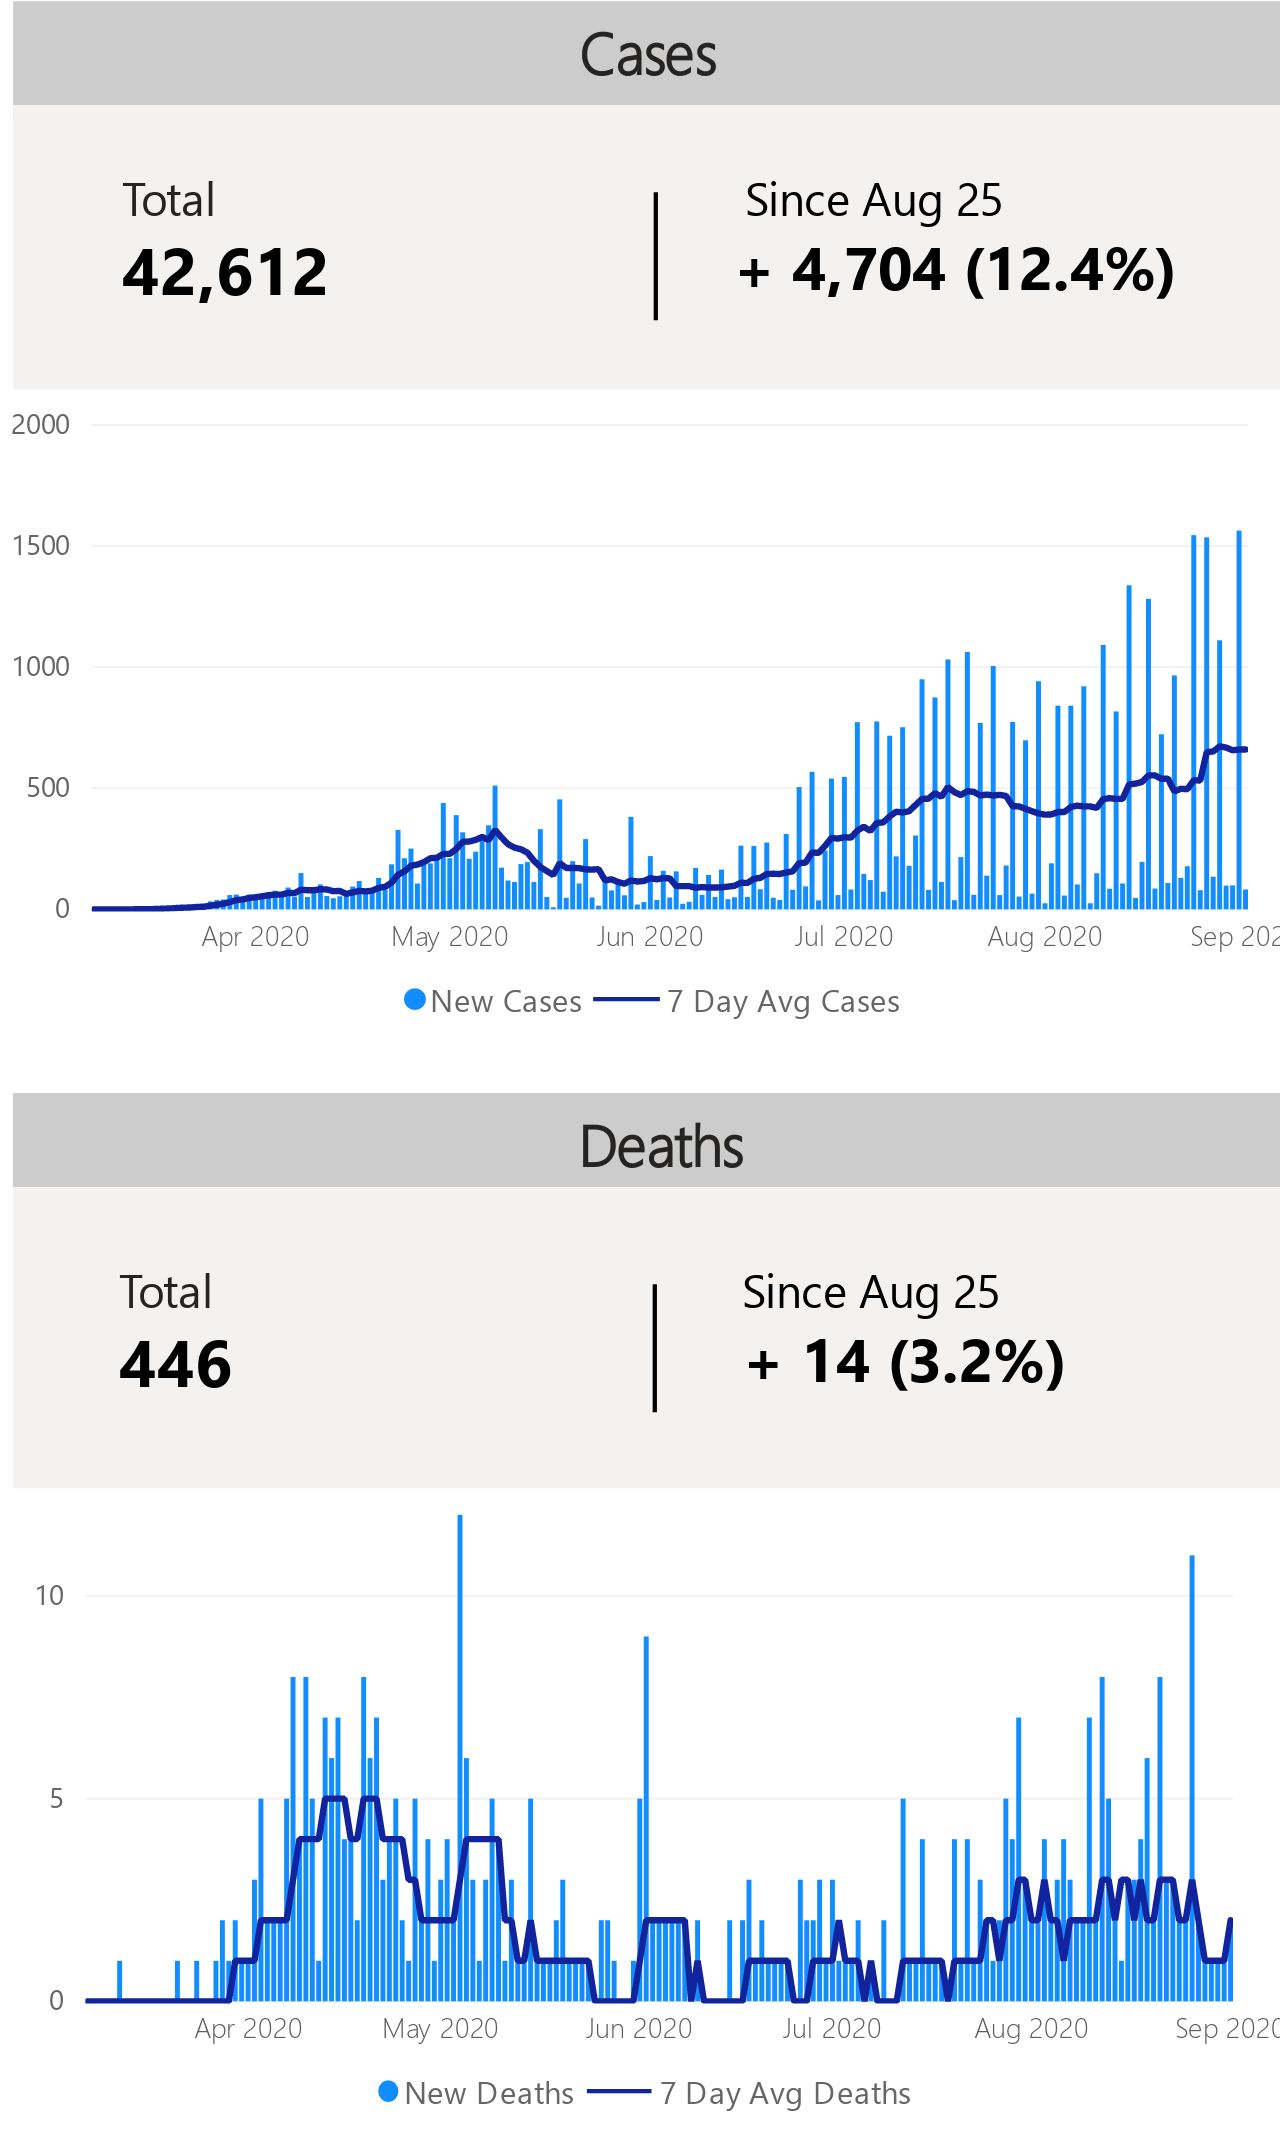 Cases
Total
Since Aug 25
42,612
+ 4,704 (12.4%)
2000
1500
1000
500
0
Apr 2020 May 2020 Jun 2020 Jul 2020 Aug 2020 Sep 202
New Cases 7 Day Avg Cases
Deaths
Total
Since Aug 25
446
+ 14 (3.2%)
10
5
0
Apr 2020 May 2020 Jun 2020 Jul 2020 Aug 2020 Sep 2020
New Deaths 7 Day Avg Deaths